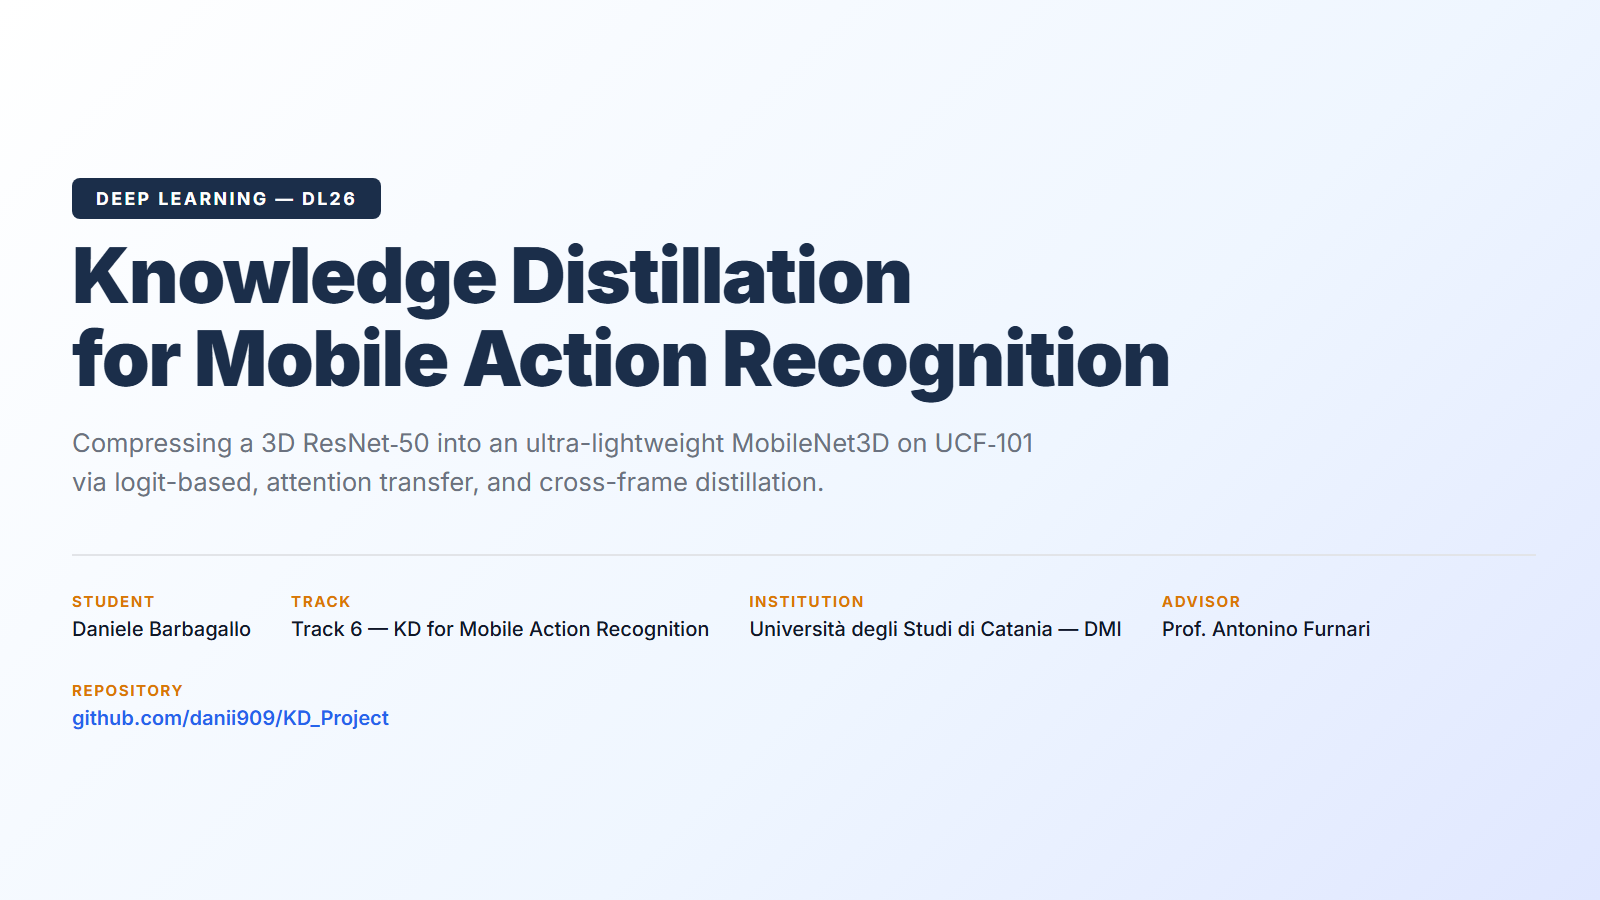 DEEP LEARNING — DL26
Knowledge Distillation
for Mobile Action Recognition
Compressing a 3D ResNet-50 into an ultra-lightweight MobileNet3D on UCF-101
via logit-based, attention transfer, and cross-frame distillation.
STUDENT
Daniele Barbagallo
TRACK
Track 6 — KD for Mobile Action Recognition
INSTITUTION
Università degli Studi di Catania — DMI
ADVISOR
Prof. Antonino Furnari
REPOSITORY
github.com/danii909/KD_Project